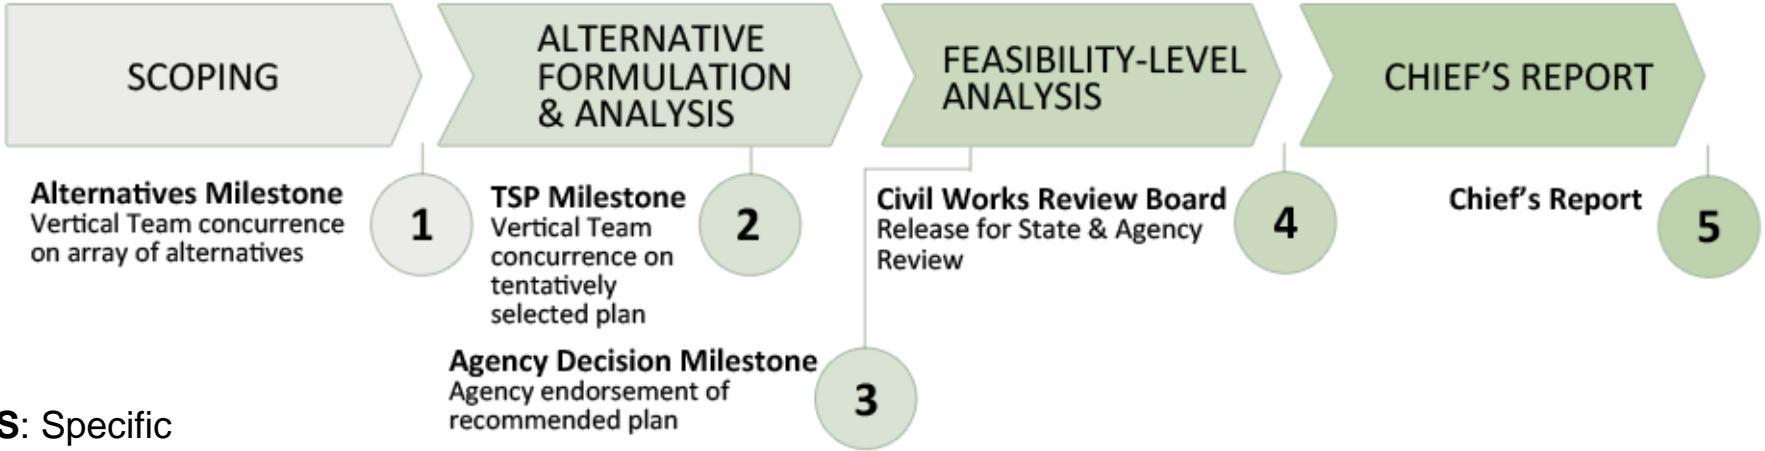 SCOPING
ALTERNATIVE
FORMULATION
& ANALYSIS
FEASIBILITY-LEVEL
ANALYSIS
CHIEF'S REPORT
Alternatives Milestone
Vertical Team concurrence
on array of alternatives
1
TSP Milestone
Vertical Team
concurrence on
tentatively
selected plan
2
Agency Decision Milestone
Agency endorsement of
recommended plan
3
Civil Works Review Board
Release for State & Agency
Review
4
Chief's Report
5
S: Specific